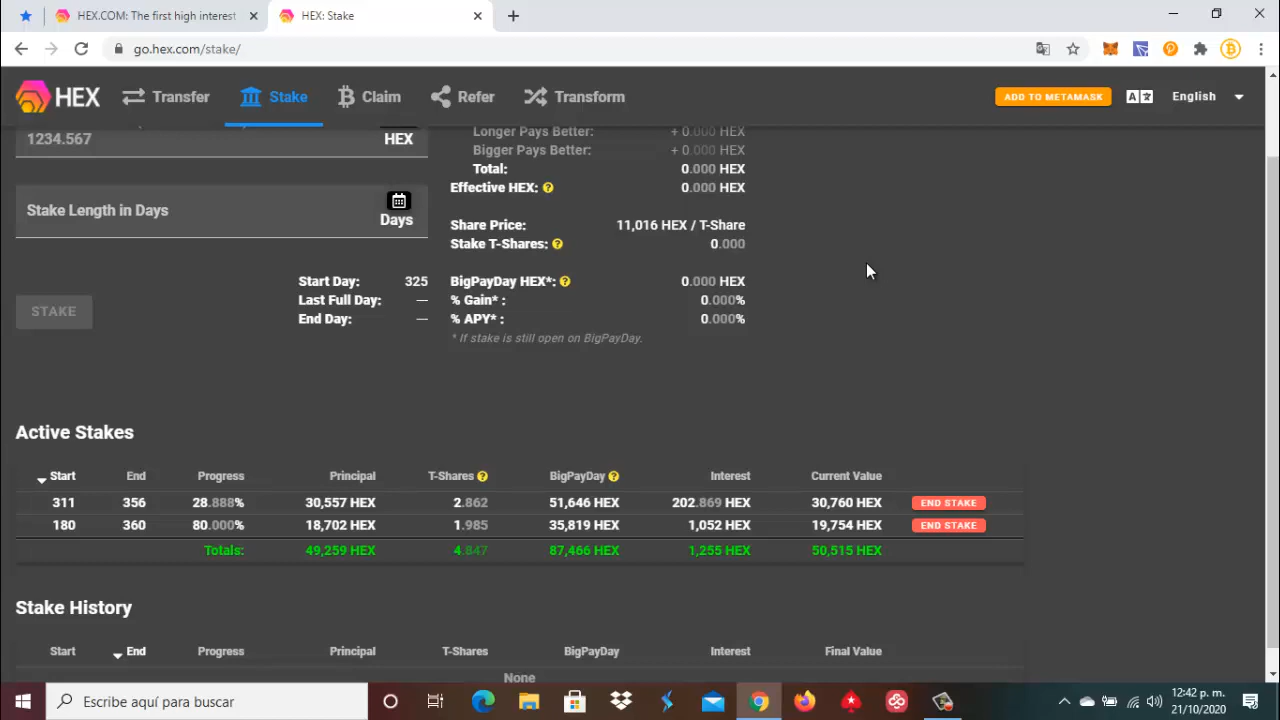 HEX.COM: The first high interest
HEX: Stake
go.hex.com/stake/
HEX
Transfer
Stake
Claim
Refer
Transform
ADD TO METAMASK
English
1234.567
HEX
Stake Length in Days
Days
Start Day: 325
Last Full Day: —
End Day: —
STAKE
Longer Pays Better: + 0.000 HEX
Bigger Pays Better: + 0.000 HEX
Total: 0.000 HEX
Effective HEX: ? 0.000 HEX
Share Price: 11,016 HEX / T-Share
Stake T-Shares: ? 0.000
BigPayDay HEX*: ? 0.000 HEX
% Gain* : 0.000%
% APY* : 0.000%
* If stake is still open on BigPayDay.
Active Stakes
Start End Progress Principal T-Shares ? BigPayDay ? Interest Current Value
311 356 28.888% 30,557 HEX 2.862 51,646 HEX 202.869 HEX 30,760 HEX END STAKE
180 360 80.000% 18,702 HEX 1.985 35,819 HEX 1,052 HEX 19,754 HEX END STAKE
Totals: 49,259 HEX 4.847 87,466 HEX 1,255 HEX 50,515 HEX
Stake History
Start End Progress Principal T-Shares BigPayDay Interest Final Value
None
Escribe aquí para buscar
12:42 p. m.
21/10/2020